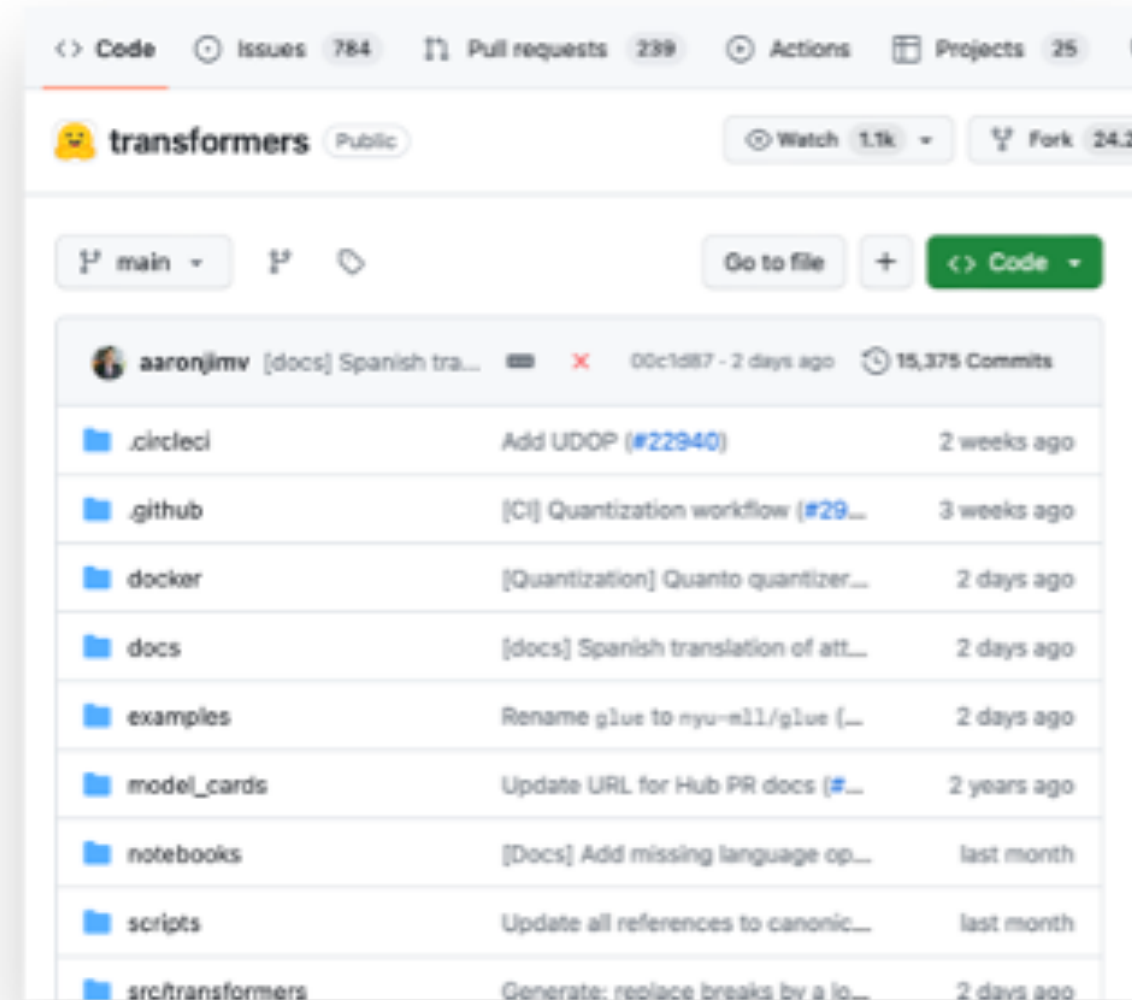 Code Issues 784 Pull requests 239 Actions Projects 25
transformers Public Watch 1.1k Fork 24.2
main Go to file + Code
aaronjimv [docs] Spanish tra... 00c1d87 · 2 days ago 15,375 Commits
.circleci Add UDOP (#22940) 2 weeks ago
.github [CI] Quantization workflow (#29... 3 weeks ago
docker [Quantization] Quanto quantizer... 2 days ago
docs [docs] Spanish translation of att... 2 days ago
examples Rename glue to nyu-mll/glue (... 2 days ago
model_cards Update URL for Hub PR docs (#... 2 years ago
notebooks [Docs] Add missing language op... last month
scripts Update all references to canonic... last month
src/transformers Generate: replace breaks by a lo... 2 days ago